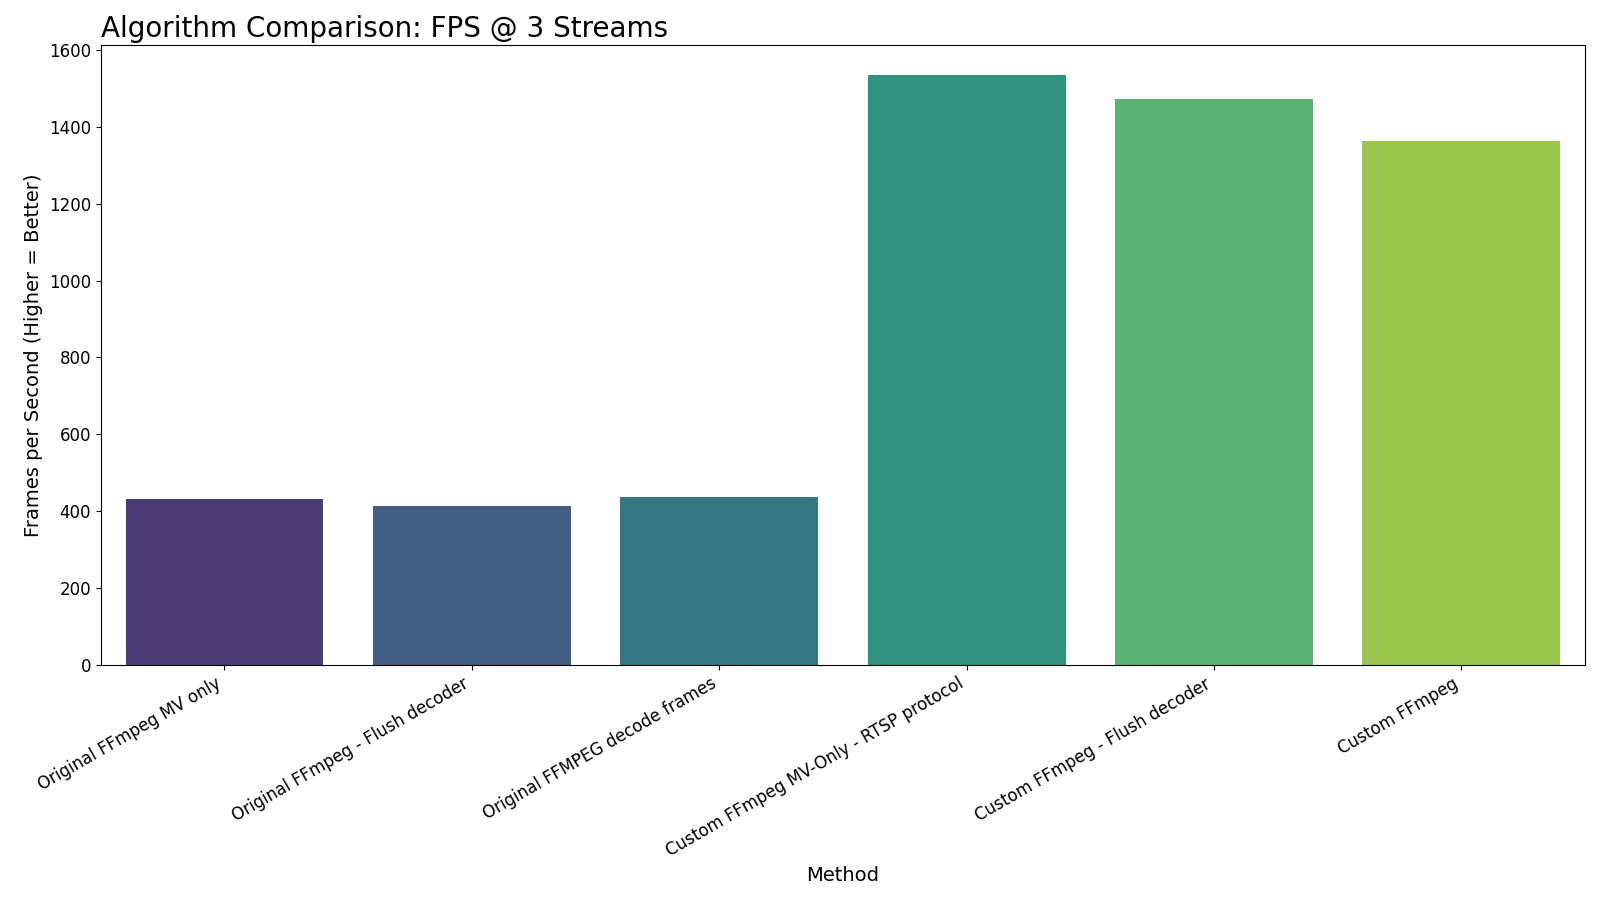 Algorithm Comparison: FPS @ 3 Streams
Frames per Second (Higher = Better)
1600
1400
1200
1000
800
600
400
200
0
Original FFmpeg MV only
Original FFmpeg - Flush decoder
Original FFMPEG decode frames
Custom FFmpeg MV-Only - RTSP protocol
Custom FFmpeg - Flush decoder
Custom FFmpeg
Method